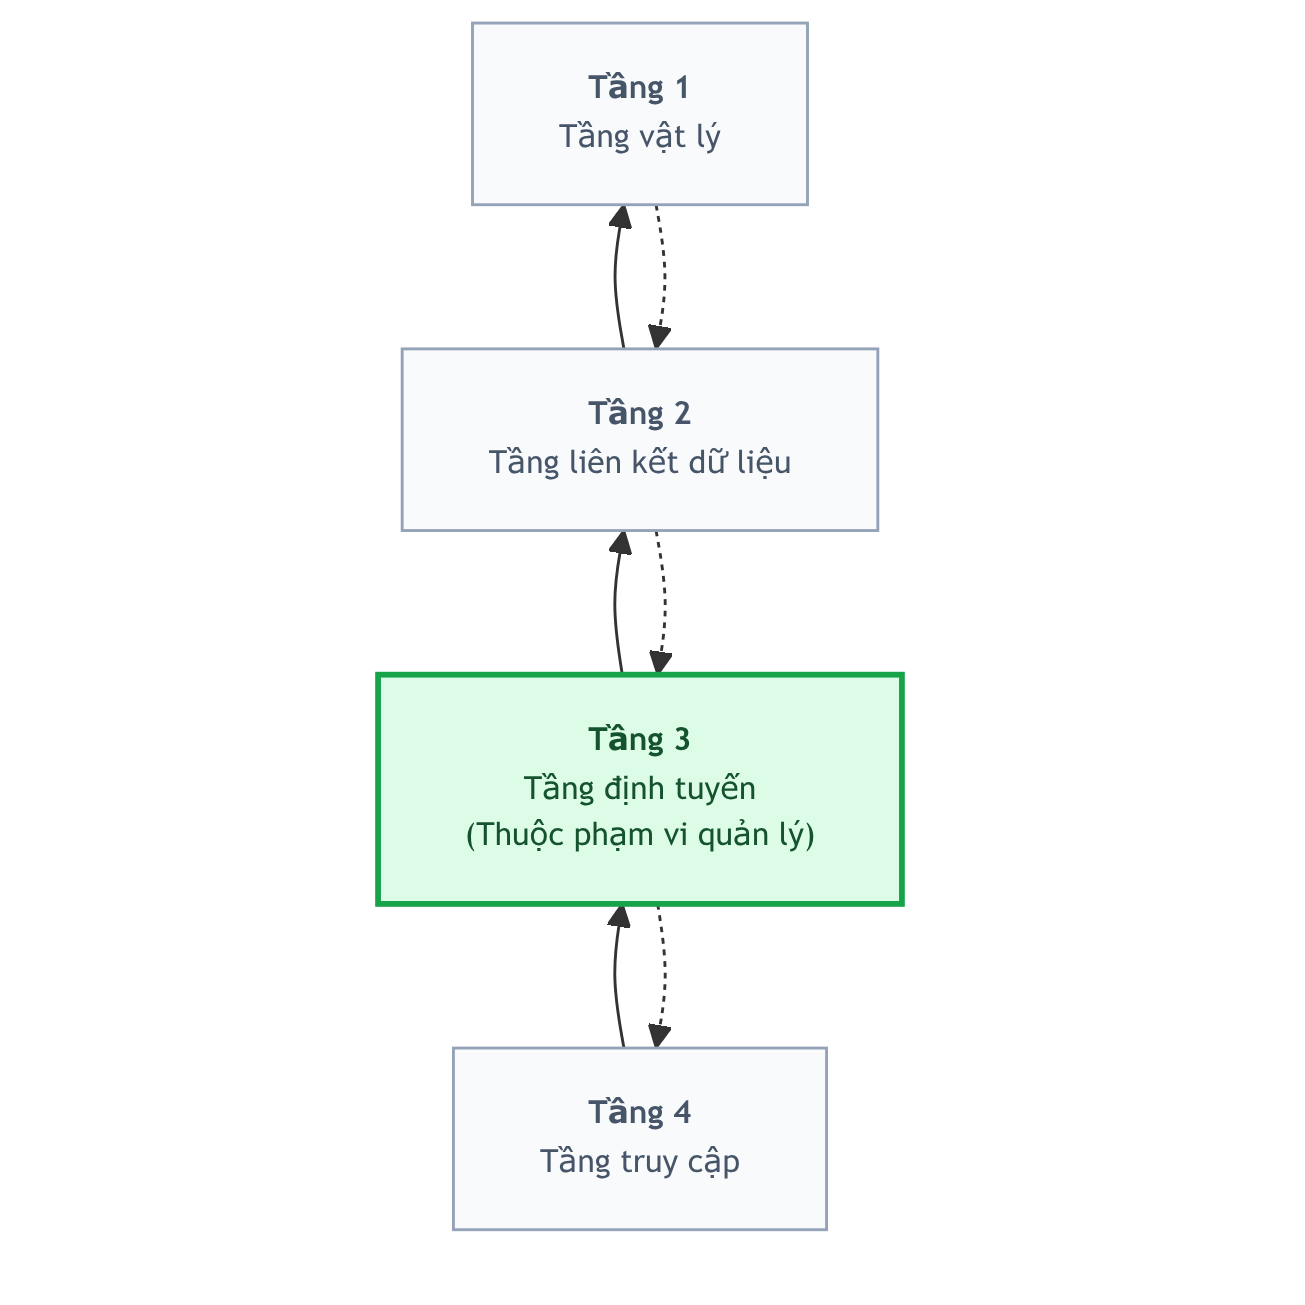 Tầng 1
Tầng vật lý
Tầng 2
Tầng liên kết dữ liệu
Tầng 3
Tầng định tuyến
(Thuộc phạm vi quản lý)
Tầng 4
Tầng truy cập